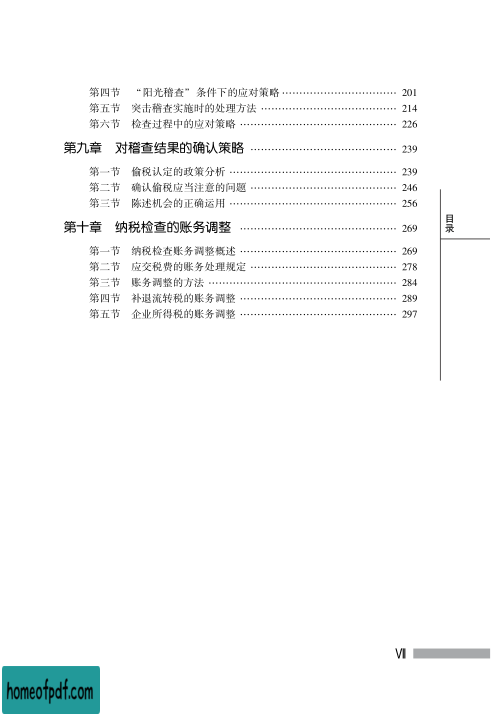 第四节 “阳光稽查”条件下的应对策略 …………………………… 201
第五节 突击稽查实施时的处理方法 ………………………………… 214
第六节 检查过程中的应对策略 ……………………………………… 226
第九章 对稽查结果的确认策略 …………………………………… 239
第一节 偷税认定的政策分析 ………………………………………… 239
第二节 确认偷税应当注意的问题 …………………………………… 246
第三节 陈述机会的正确运用 ………………………………………… 256
第十章 纳税检查的账务调整 ……………………………………… 269
第一节 纳税检查账务调整概述 ……………………………………… 269
第二节 应交税费的账务处理规定 …………………………………… 278
第三节 账务调整的方法 ……………………………………………… 284
第四节 补退流转税的账务调整 ……………………………………… 289
第五节 企业所得税的账务调整 ……………………………………… 297
目录
Ⅶ
homeofpdf.com